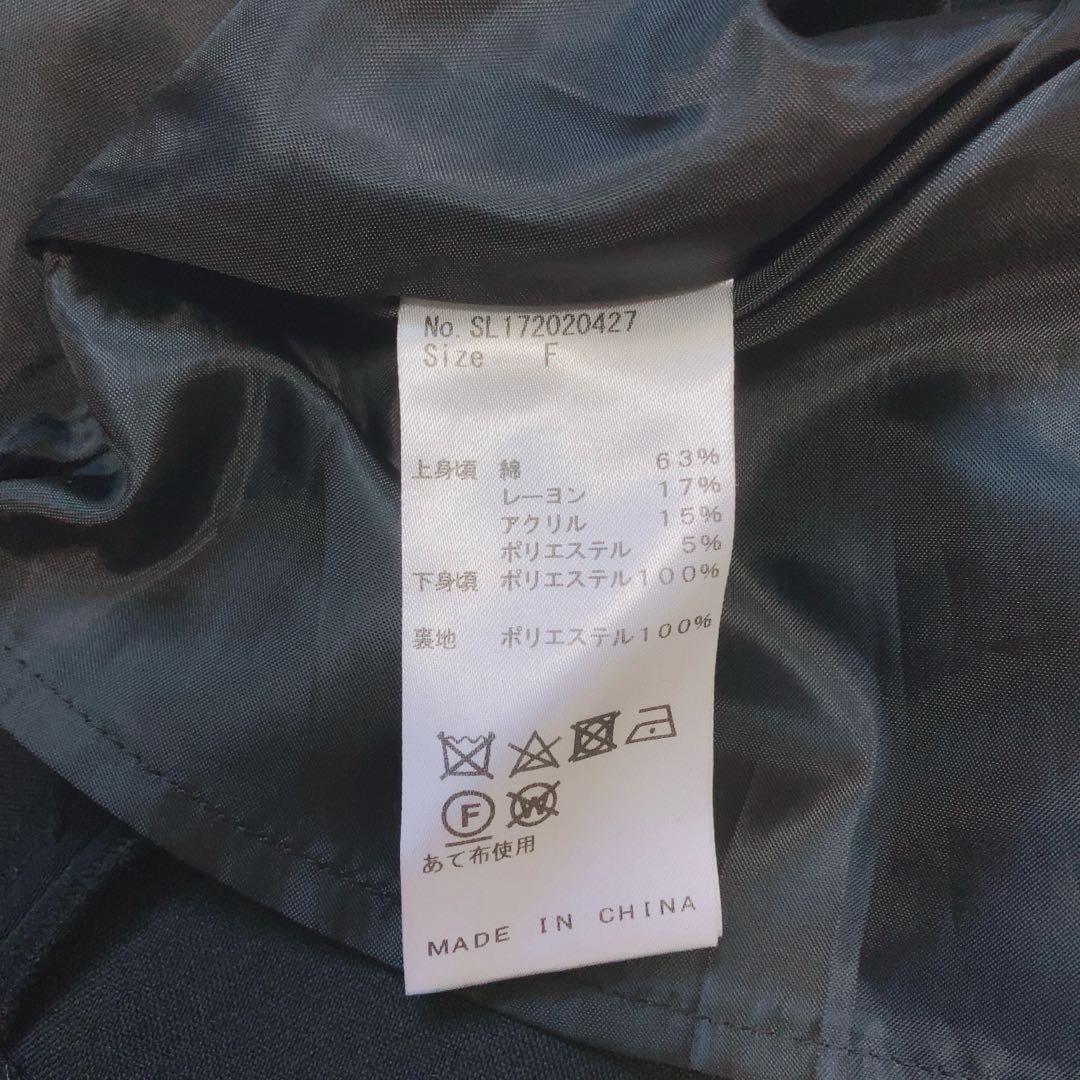 No. SL172020427
Size F
上身頃 綿 63%
レーヨン 17%
アクリル 15%
ポリエステル 5%
下身頃 ポリエステル100%
裏地 ポリエステル100%
F W
あて布使用
MADE IN CHINA